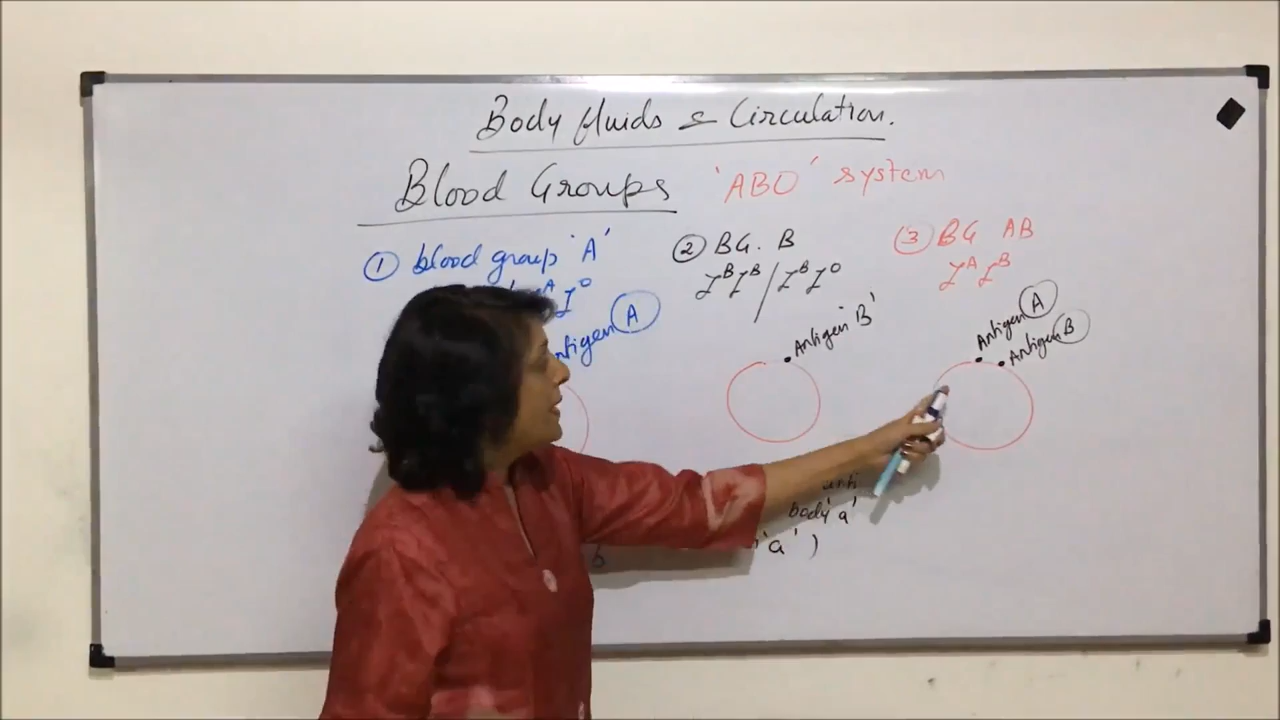 Body fluids & Circulation.
Blood Groups 'ABO' system
① blood group 'A'
A I^O
Antigen A
② BG. B
I^B I^B / I^B I^O
Antigen 'B'
anti
body 'a'
'a' )
b
③ BG AB
I^A I^B
Antigen A
Antigen B